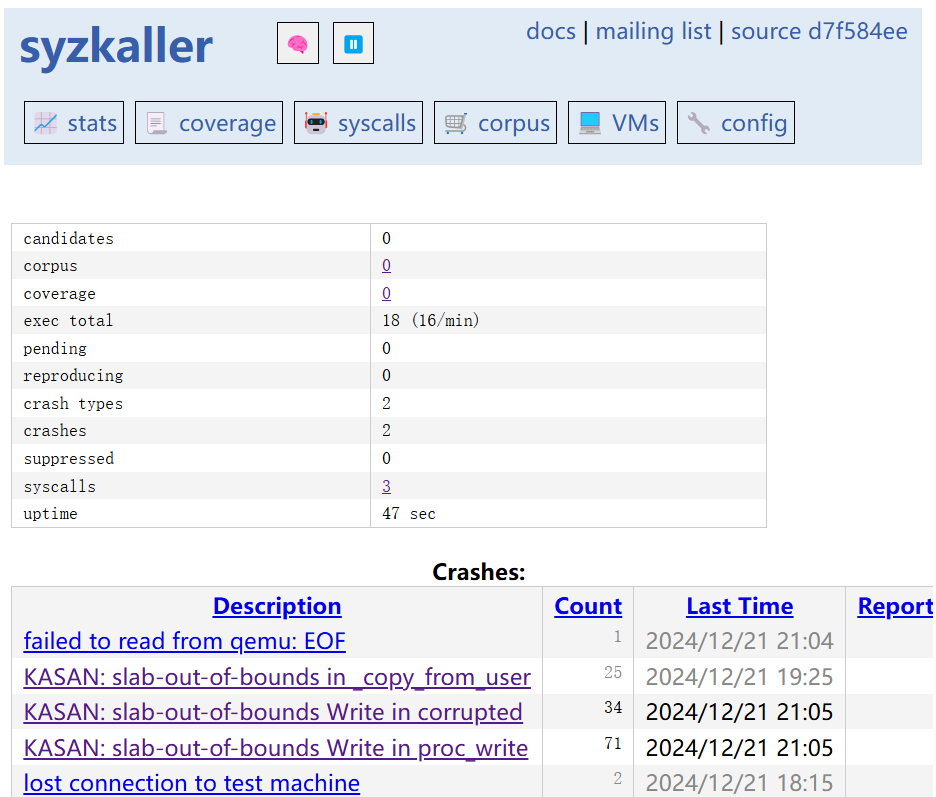 syzkaller
docs | mailing list | source d7f584ee
stats coverage syscalls corpus VMs config
candidates 0
corpus 0
coverage 0
exec total 18 (16/min)
pending 0
reproducing 0
crash types 2
crashes 2
suppressed 0
syscalls 3
uptime 47 sec
Crashes:
Description Count Last Time Report
failed to read from qemu: EOF 1 2024/12/21 21:04
KASAN: slab-out-of-bounds in _copy_from_user 25 2024/12/21 19:25
KASAN: slab-out-of-bounds Write in corrupted 34 2024/12/21 21:05
KASAN: slab-out-of-bounds Write in proc_write 71 2024/12/21 21:05
lost connection to test machine 2 2024/12/21 18:15